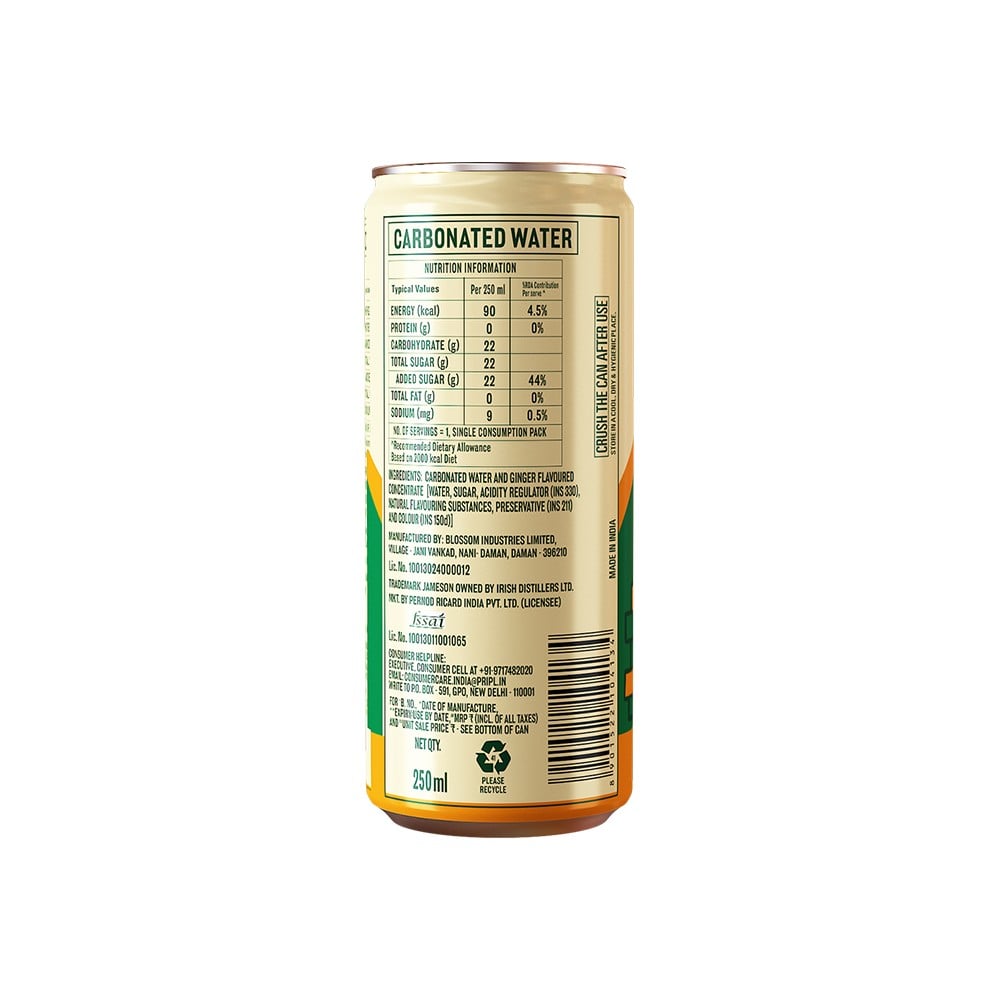 CARBONATED WATER
NUTRITION INFORMATION
Typical Values Per 250 ml %RDA Contribution Per serve *
ENERGY (kcal) 90 4.5%
PROTEIN (g) 0 0%
CARBOHYDRATE (g) 22
TOTAL SUGAR (g) 22
ADDED SUGAR (g) 22 44%
TOTAL FAT (g) 0 0%
SODIUM (mg) 9 0.5%
NO. OF SERVINGS = 1, SINGLE CONSUMPTION PACK
*Recommended Dietary Allowance
Based on 2000 kcal Diet
INGREDIENTS: CARBONATED WATER AND GINGER FLAVOURED
CONCENTRATE [WATER, SUGAR, ACIDITY REGULATOR (INS 330),
NATURAL FLAVOURING SUBSTANCES, PRESERVATIVE (INS 211)
AND COLOUR (INS 150d)]
MANUFACTURED BY: BLOSSOM INDUSTRIES LIMITED,
VILLAGE - JANI VANKAD, NANI- DAMAN, DAMAN - 396210
Lic. No. 10013024000012
TRADEMARK JAMESON OWNED BY IRISH DISTILLERS LTD.
MKT. BY PERNOD RICARD INDIA PVT. LTD. (LICENSEE)
fssai
Lic. No. 10013011001065
CONSUMER HELPLINE:
EXECUTIVE, CONSUMER CELL AT +91-9717482020
EMAIL: CONSUMERCARE.INDIA@PRIPL.IN
WRITE TO P.O. BOX - 591, GPO, NEW DELHI - 110001
FOR *B. NO., *DATE OF MANUFACTURE,
**EXPIRY/USE BY DATE, *MRP ₹ (INCL. OF ALL TAXES)
AND **UNIT SALE PRICE ₹ - SEE BOTTOM OF CAN
NET QTY.
250 ml
41
PLEASE
RECYCLE
CRUSH THE CAN AFTER USE
STORE IN A COOL, DRY & HYGIENIC PLACE.
MADE IN INDIA
8 901522 104134